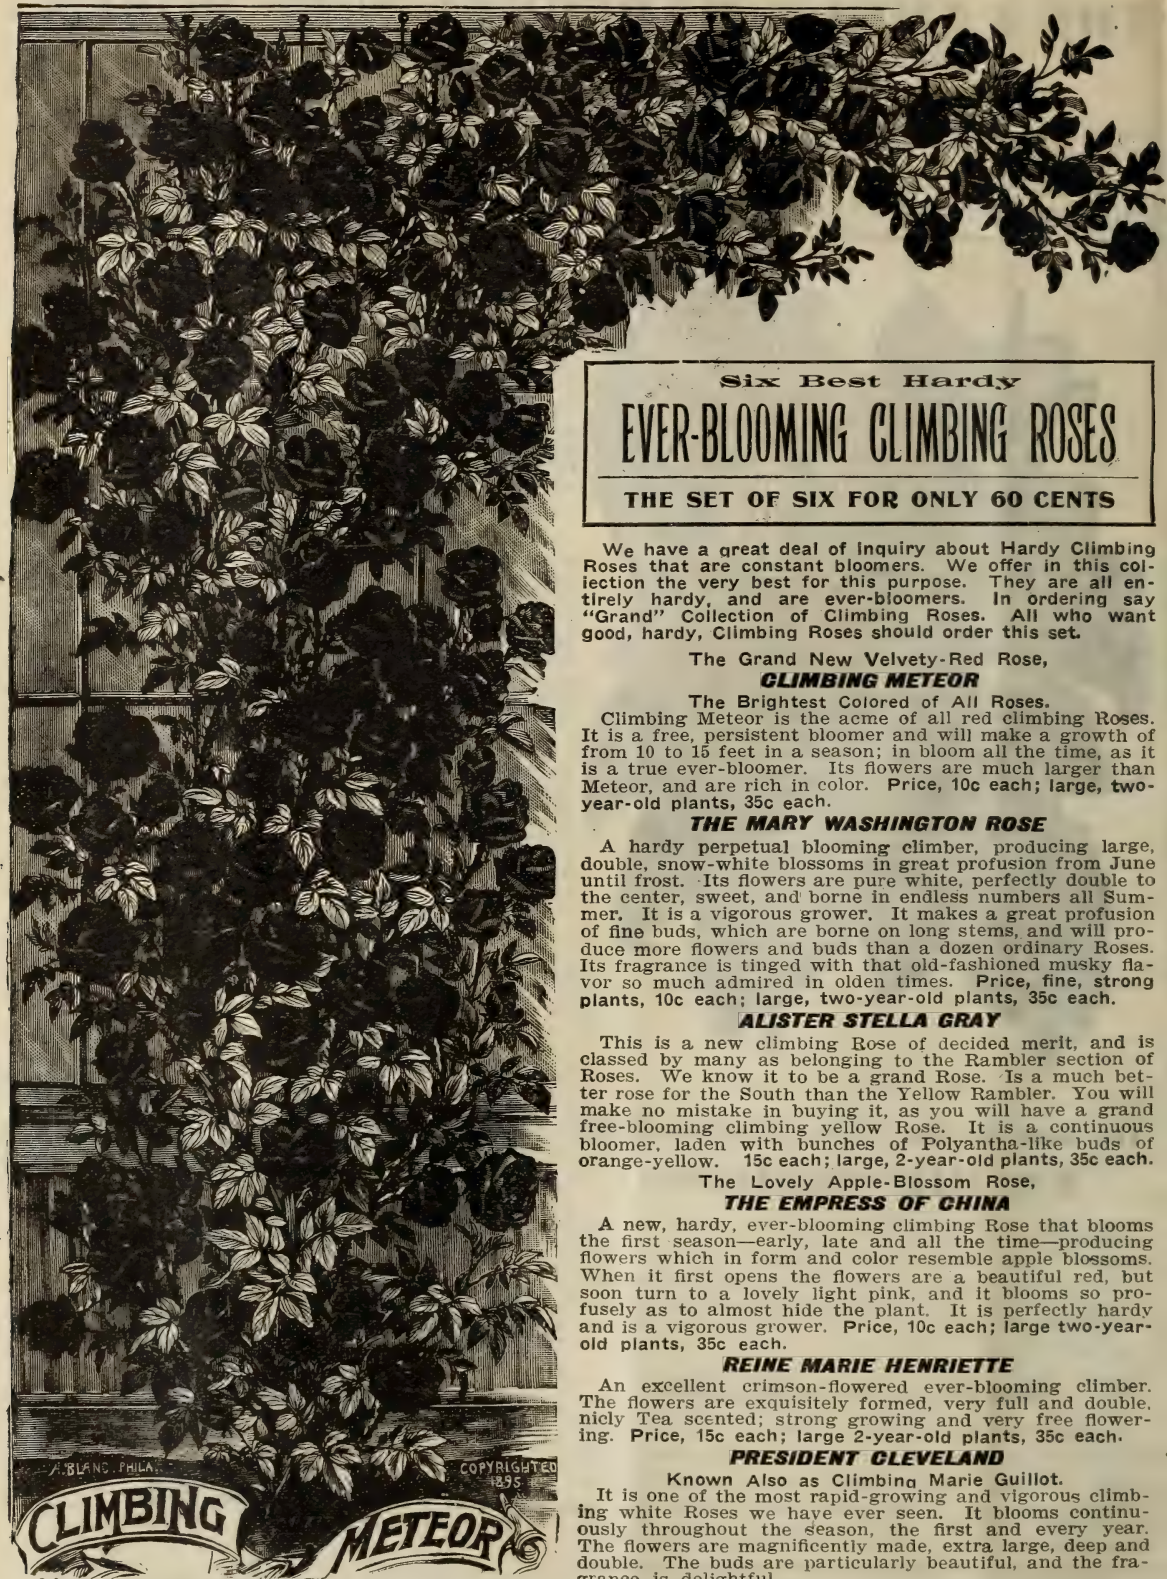 Six Best Hardy
EVER-BLOOMING CLIMBING ROSES
THE SET OF SIX FOR ONLY 60 CENTS
We have a great deal of inquiry about Hardy Climbing
Roses that are constant bloomers. We offer in this col-
lection the very best for this purpose. They are all en-
tirely hardy, and are ever-bloomers. In ordering say
"Grand" Collection of Climbing Roses. All who want
good, hardy, Climbing Roses should order this set.
The Grand New Velvety-Red Rose,
CLIMBING METEOR
The Brightest Colored of All Roses.
Climbing Meteor is the acme of all red climbing Roses.
It is a free, persistent bloomer and will make a growth of
from 10 to 15 feet in a season; in bloom all the time, as it
is a true ever-bloomer. Its flowers are much larger than
Meteor, and are rich in color. Price, 10c each; large, two-
year-old plants, 35c each.
THE MARY WASHINGTON ROSE
A hardy perpetual blooming climber, producing large,
double, snow-white blossoms in great profusion from June
until frost. Its flowers are pure white, perfectly double to
the center, sweet, and borne in endless numbers all Sum-
mer. It is a vigorous grower. It makes a great profusion
of fine buds, which are borne on long stems, and will pro-
duce more flowers and buds than a dozen ordinary Roses.
Its fragrance is tinged with that old-fashioned musky fla-
vor so much admired in olden times. Price, fine, strong
plants, 10c each; large, two-year-old plants, 35c each.
ALISTER STELLA GRAY
This is a new climbing Rose of decided merit, and is
classed by many as belonging to the Rambler section of
Roses. We know it to be a grand Rose. Is a much bet-
ter rose for the South than the Yellow Rambler. You will
make no mistake in buying it, as you will have a grand
free-blooming climbing yellow Rose. It is a continuous
bloomer, laden with bunches of Polyantha-like buds of
orange-yellow. 15c each; large, 2-year-old plants, 35c each.
The Lovely Apple-Blossom Rose,
THE EMPRESS OF CHINA
A new, hardy, ever-blooming climbing Rose that blooms
the first season—early, late and all the time—producing
flowers which in form and color resemble apple blossoms.
When it first opens the flowers are a beautiful red, but
soon turn to a lovely light pink, and it blooms so pro-
fusely as to almost hide the plant. It is perfectly hardy
and is a vigorous grower. Price, 10c each; large two-year-
old plants, 35c each.
REINE MARIE HENRIETTE
An excellent crimson-flowered ever-blooming climber.
The flowers are exquisitely formed, very full and double,
nicly Tea scented; strong growing and very free flower-
ing. Price, 15c each; large 2-year-old plants, 35c each.
PRESIDENT CLEVELAND
Known Also as Climbing Marie Guillot.
It is one of the most rapid-growing and vigorous climb-
ing white Roses we have ever seen. It blooms continu-
ously throughout the season, the first and every year.
The flowers are magnificently made, extra large, deep and
double. The buds are particularly beautiful, and the fra-
grance is delightful
A. BLANC. PHILA.
COPYRIGHTED
1895
CLIMBING
METEOR